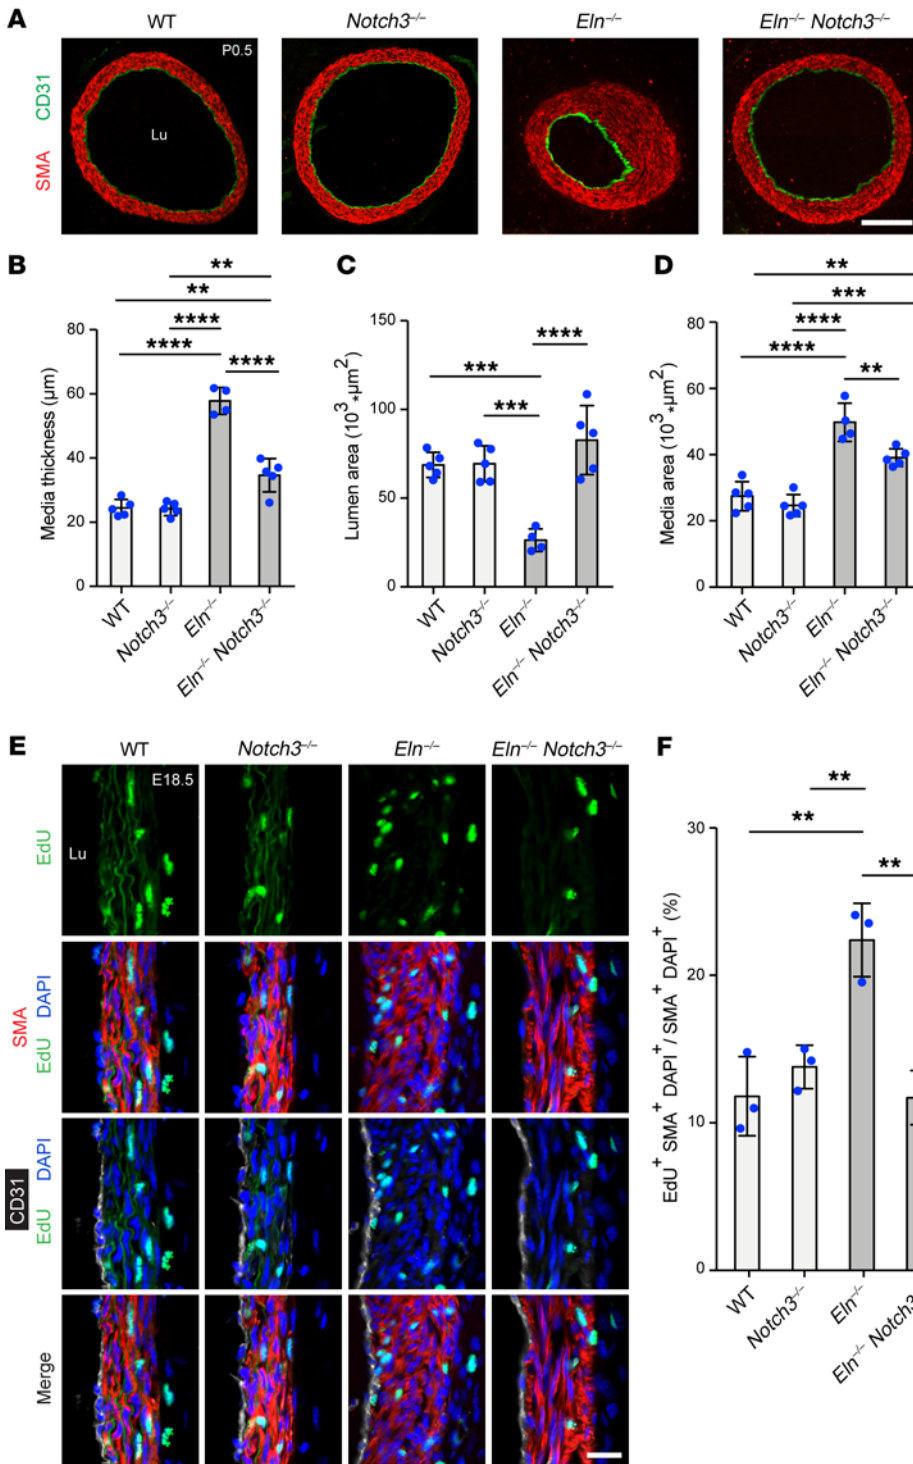 A
WT Notch3–/– Eln–/– Eln–/– Notch3–/–
P0.5
SMA CD31
Lu
B
C
D
** ** **** **** ****
**** *** ***
** *** **** **** **
Media thickness (µm)
80
60
40
20
0
WT Notch3–/– Eln–/– Eln–/– Notch3–/–
Lumen area (10³*µm²)
150
100
50
0
WT Notch3–/– Eln–/– Eln–/– Notch3–/–
Media area (10³*µm²)
80
60
40
20
0
WT Notch3–/– Eln–/– Eln–/– Notch3–/–
E
WT Notch3–/– Eln–/– Eln–/– Notch3–/–
E18.5
Lu
EdU
SMA
EdU DAPI
CD31
EdU DAPI
Merge
F
**
**
**
EdU⁺ SMA⁺ DAPI⁺/ SMA⁺ DAPI⁺ (%)
30
20
10
0
WT Notch3–/– Eln–/– Eln–/– Notch3